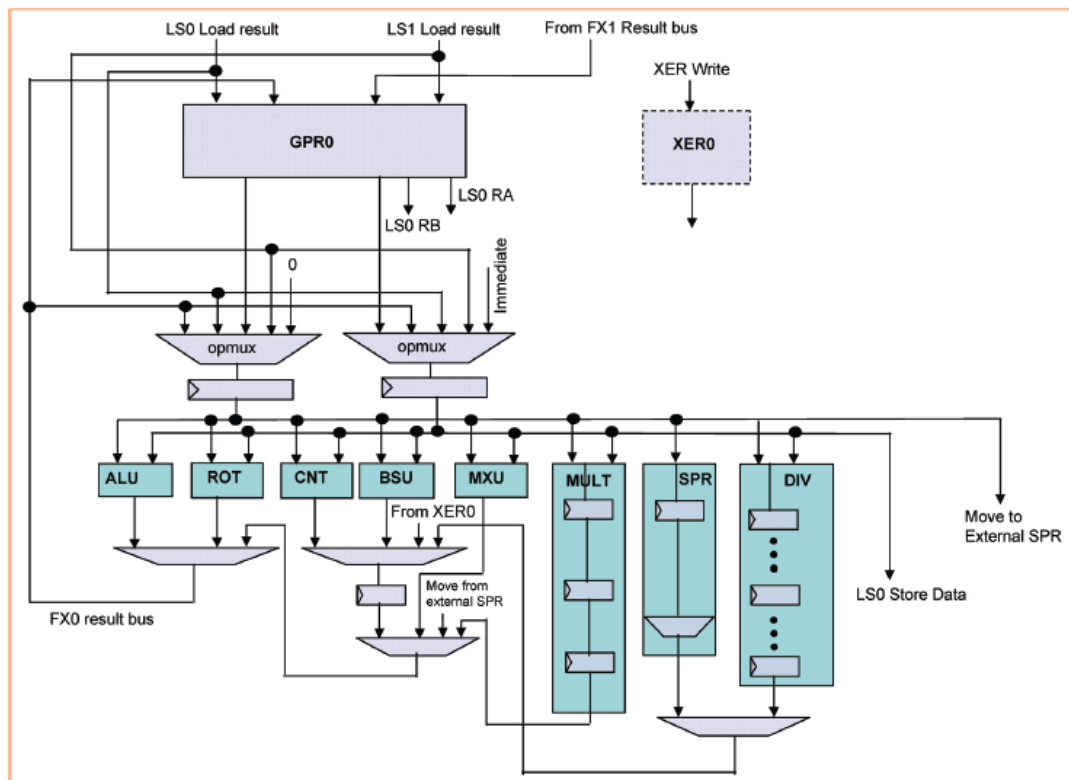 LS0 Load result
LS1 Load result
From FX1 Result bus
XER Write
GPR0
XER0
LS0 RA
LS0 RB
0
Immediate
opmux
opmux
ALU
ROT
CNT
BSU
MXU
MULT
SPR
DIV
From XER0
Move to
External SPR
Move from
external SPR
LS0 Store Data
FX0 result bus